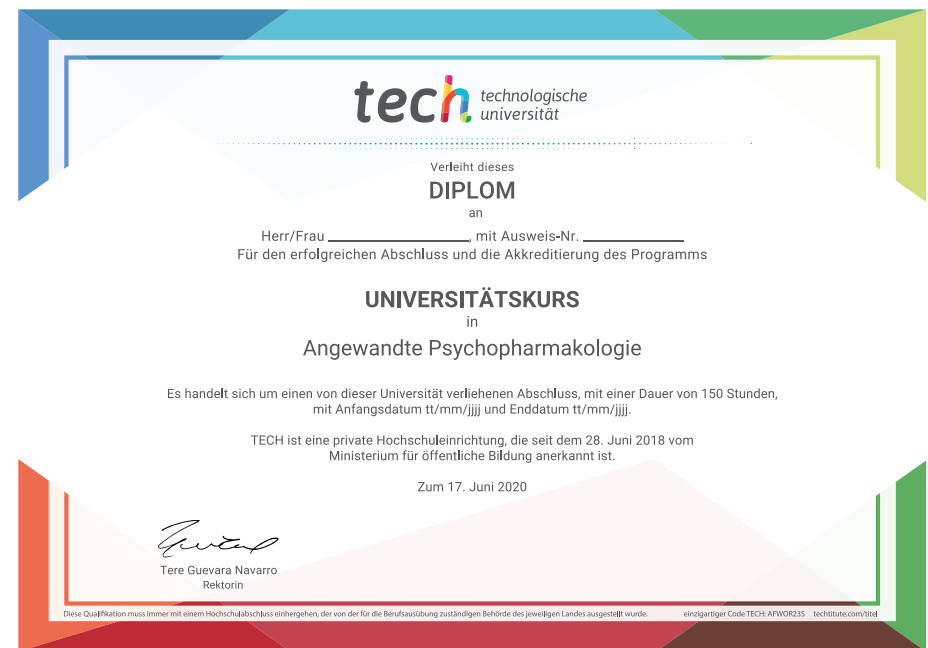 tech technologische
universität
Verleiht dieses
DIPLOM
an
Herr/Frau ____________________, mit Ausweis-Nr. ______________
Für den erfolgreichen Abschluss und die Akkreditierung des Programms
UNIVERSITÄTSKURS
in
Angewandte Psychopharmakologie
Es handelt sich um einen von dieser Universität verliehenen Abschluss, mit einer Dauer von 150 Stunden,
mit Anfangsdatum tt/mm/jjjj und Enddatum tt/mm/jjjj.
TECH ist eine private Hochschuleinrichtung, die seit dem 28. Juni 2018 vom
Ministerium für öffentliche Bildung anerkannt ist.
Zum 17. Juni 2020
Tere Guevara Navarro
Rektorin
Diese Qualifikation muss immer mit einem Hochschulabschluss einhergehen, der von der für die Berufsausübung zuständigen Behörde des jeweiligen Landes ausgestellt wurde. einzigartiger Code TECH: AFWOR23S techtitute.com/titel